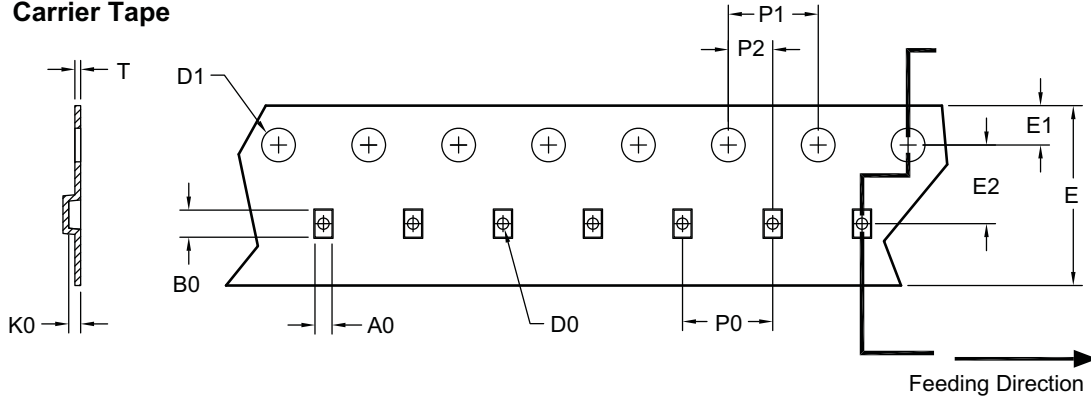 Carrier Tape
P1
P2
T
D1
E1
E2
E
B0
K0
A0
D0
P0
Feeding Direction